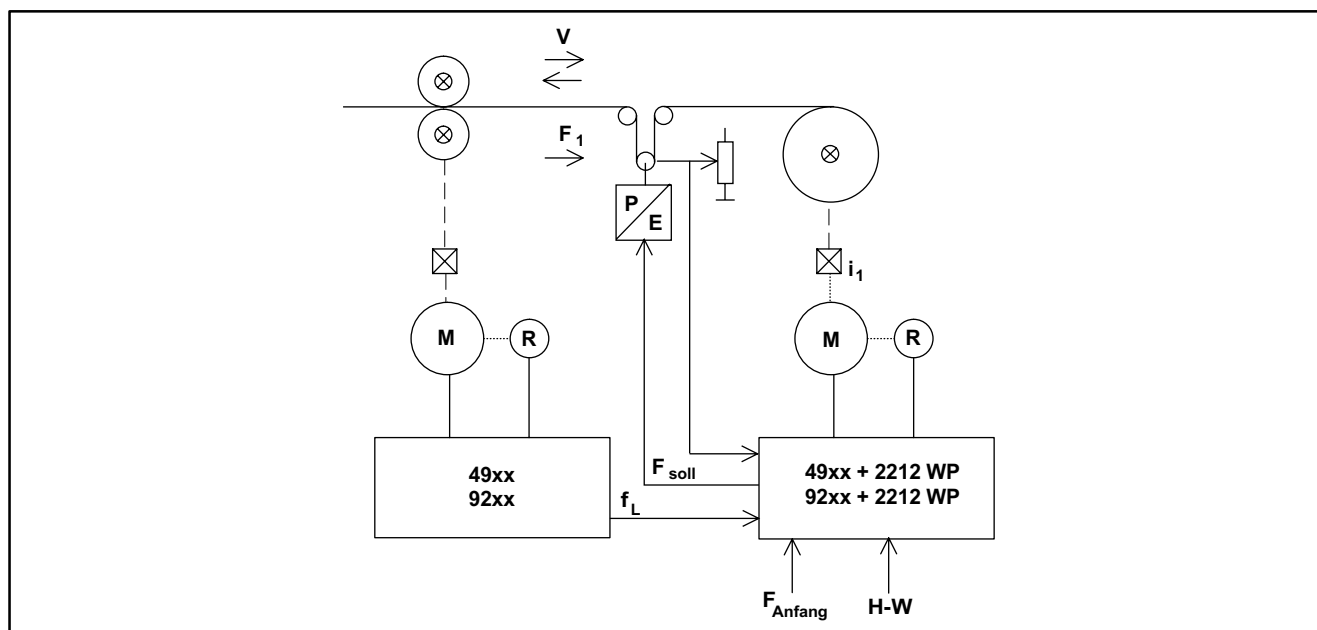 V
F1
P
E
i1
M
R
M
R
49xx
92xx
Fsoll
fL
49xx + 2212 WP
92xx + 2212 WP
FAnfang
H-W